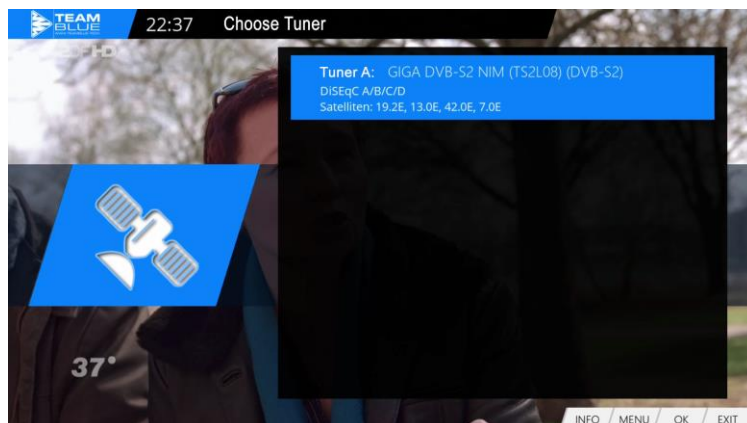 TEAM
BLUE
22:37
Choose Tuner
HD
Tuner A: GIGA DVB-S2 NIM (TS2L08) (DVB-S2)
DiSEqC A/B/C/D
Satelliten: 19.2E, 13.0E, 42.0E, 7.0E
37°
INFO
MENU
OK
EXIT